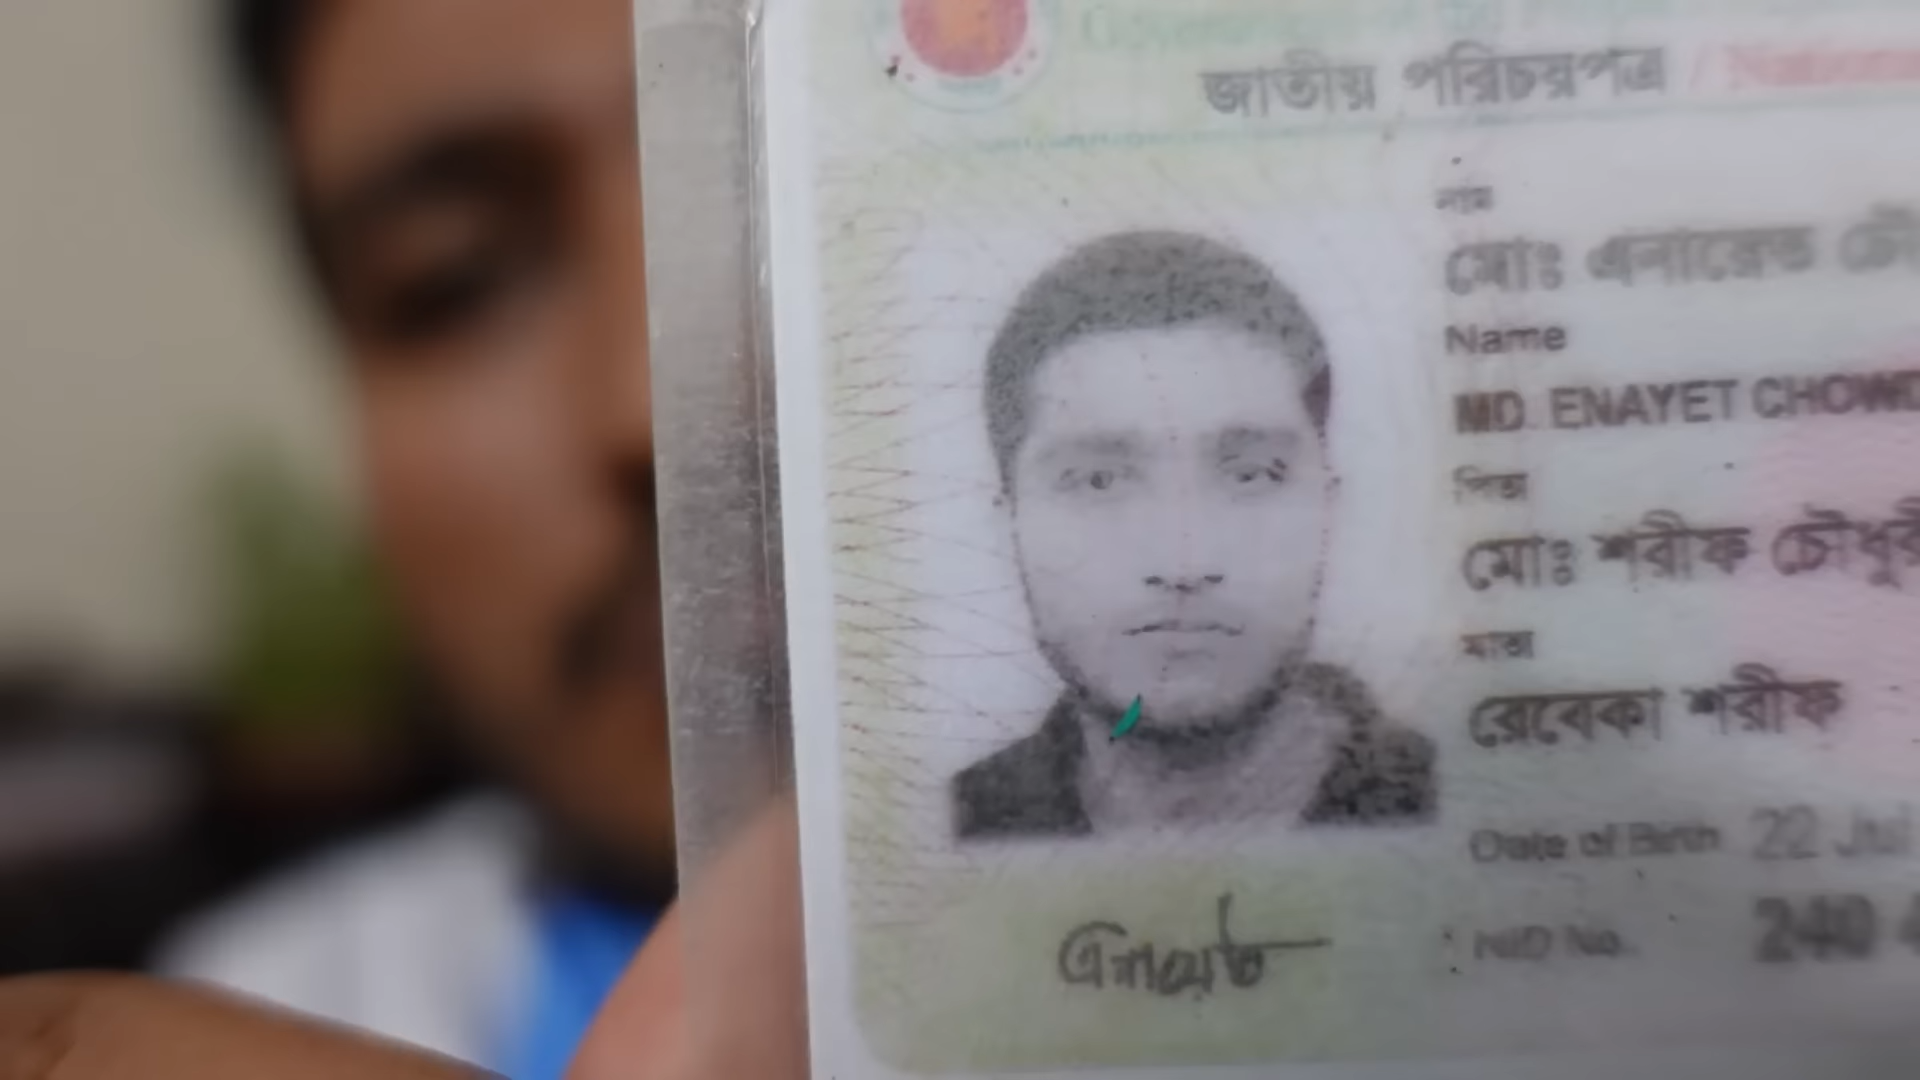 জাতীয় পরিচয়পত্র /
নাম
মোঃ এনায়েত
Name
MD. ENAYET
পিতা
মোঃ শরীফ চৌধুরী
মাতা
রেবেকা শরীফ
Date of Birth 22
NID No.
এনায়েত